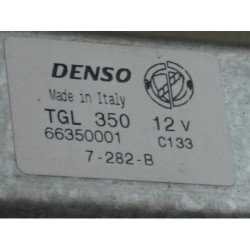 DENSO
Made in Italy
TGL 350 12 V
66350001 C133
7-282-B